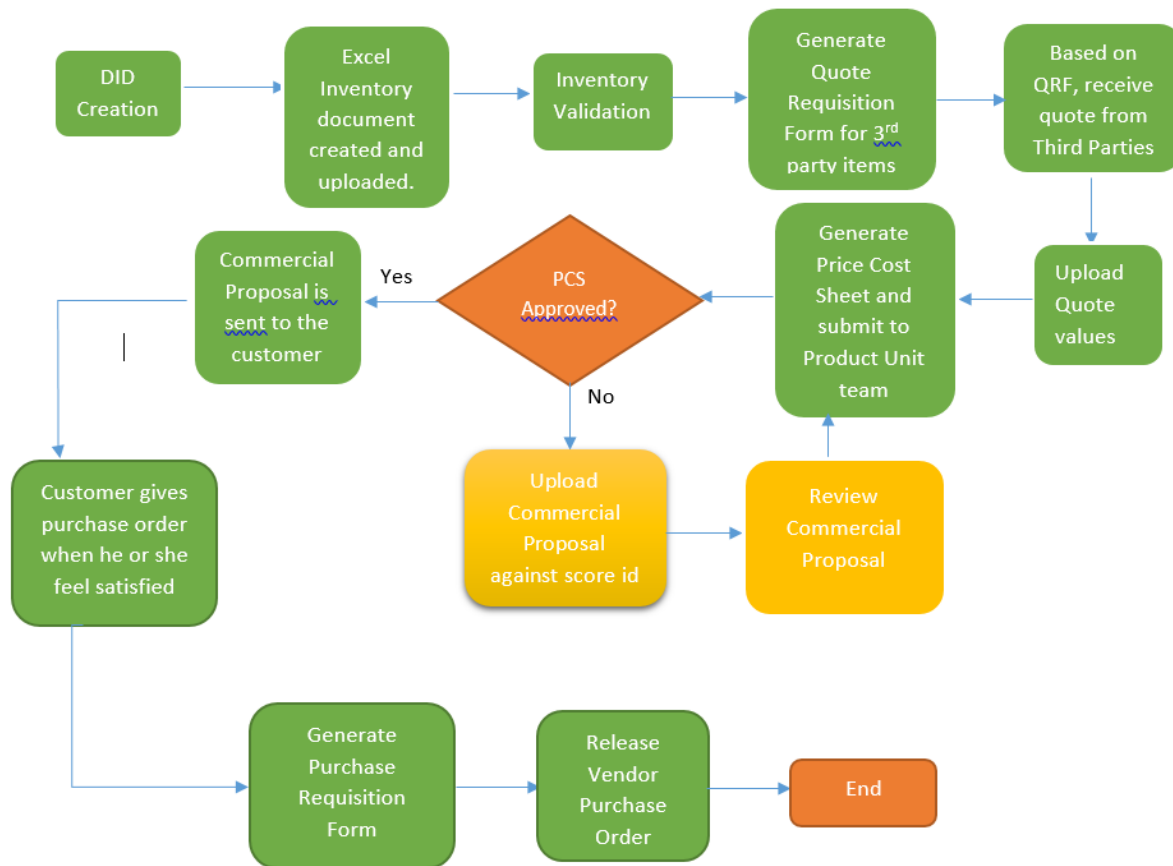 DID
Creation
Excel
Inventory
document
created and
uploaded.
Inventory
Validation
Generate
Quote
Requisition
Form for 3rd
party items
Based on
QRF, receive
quote from
Third Parties
Upload
Quote
values
Generate
Price Cost
Sheet and
submit to
Product Unit
team
PCS
Approved?
Yes
Commercial
Proposal is
sent to the
customer
No
Upload
Commercial
Proposal
against score id
Review
Commercial
Proposal
Customer gives
purchase order
when he or she
feel satisfied
Generate
Purchase
Requisition
Form
Release
Vendor
Purchase
Order
End